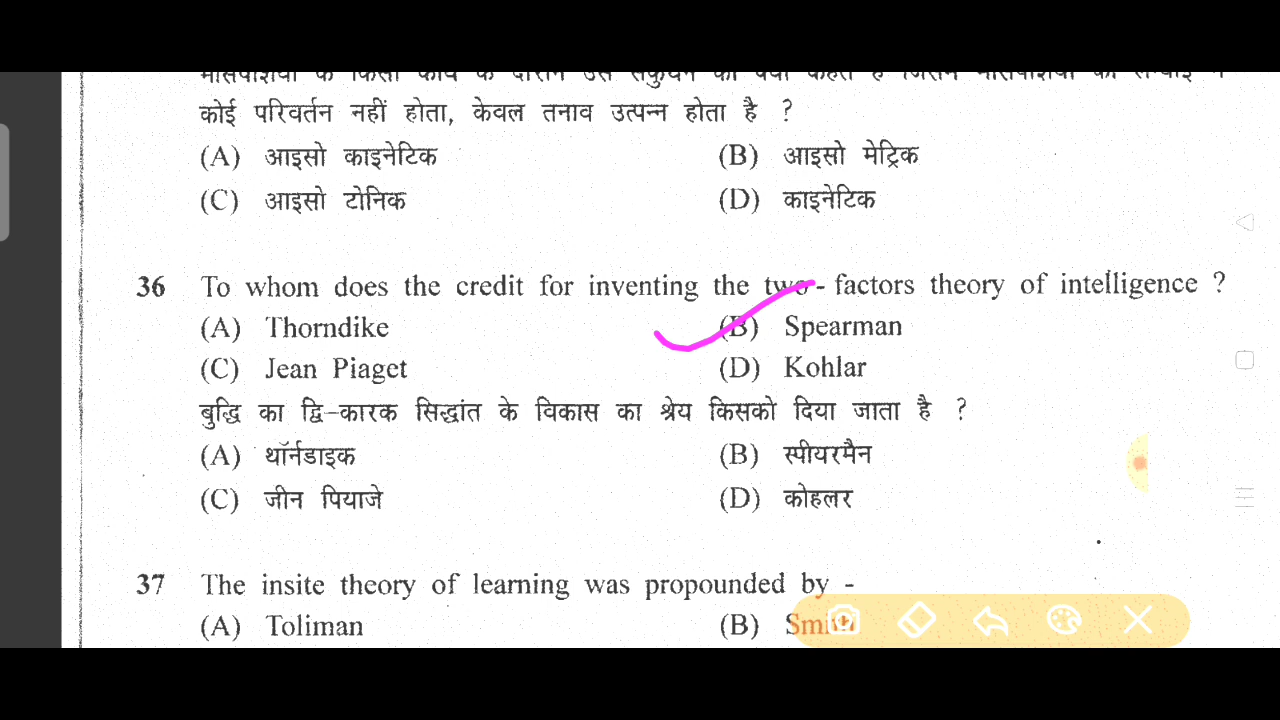 कोई परिवर्तन नहीं होता, केवल तनाव उत्पन्न होता है ?
(A) आइसो काइनेटिक (B) आइसो मेट्रिक
(C) आइसो टोनिक (D) काइनेटिक
36 To whom does the credit for inventing the two - factors theory of intelligence ?
(A) Thorndike (B) Spearman
(C) Jean Piaget (D) Kohlar
बुद्धि का द्वि-कारक सिद्धांत के विकास का श्रेय किसको दिया जाता है ?
(A) थॉर्नडाइक (B) स्पीयरमैन
(C) जीन पियाजे (D) कोहलर
37 The insite theory of learning was propounded by -
(A) Toliman (B) Smith